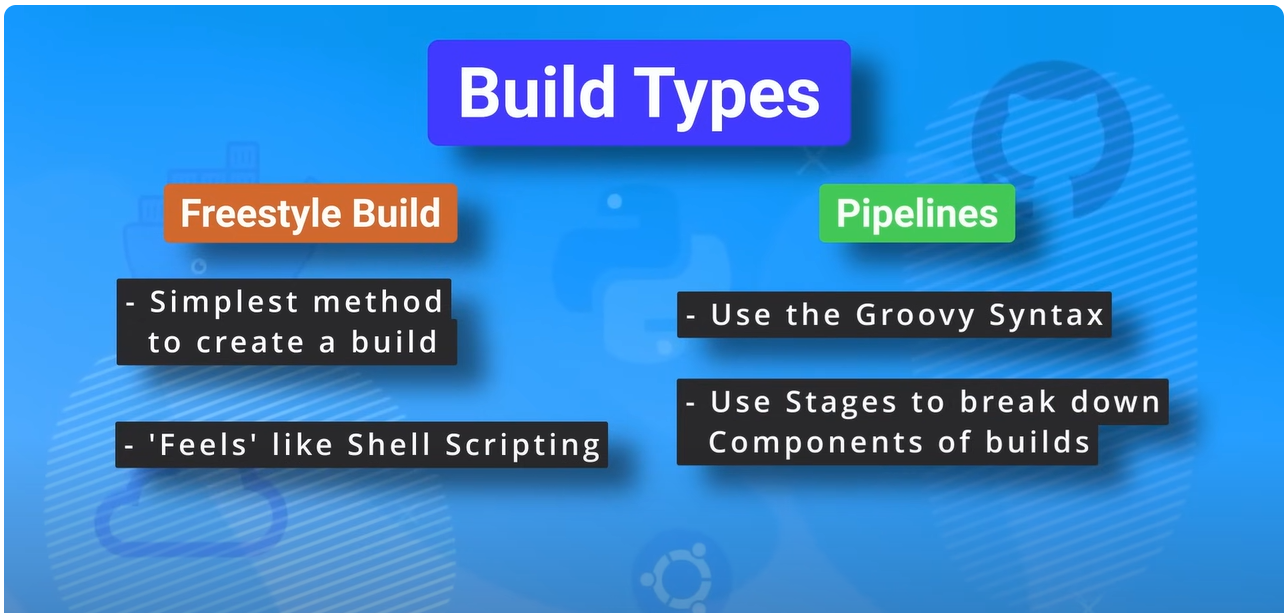 Build Types
Freestyle Build
- Simplest method
to create a build
- 'Feels' like Shell Scripting
Pipelines
- Use the Groovy Syntax
- Use Stages to break down
Components of builds